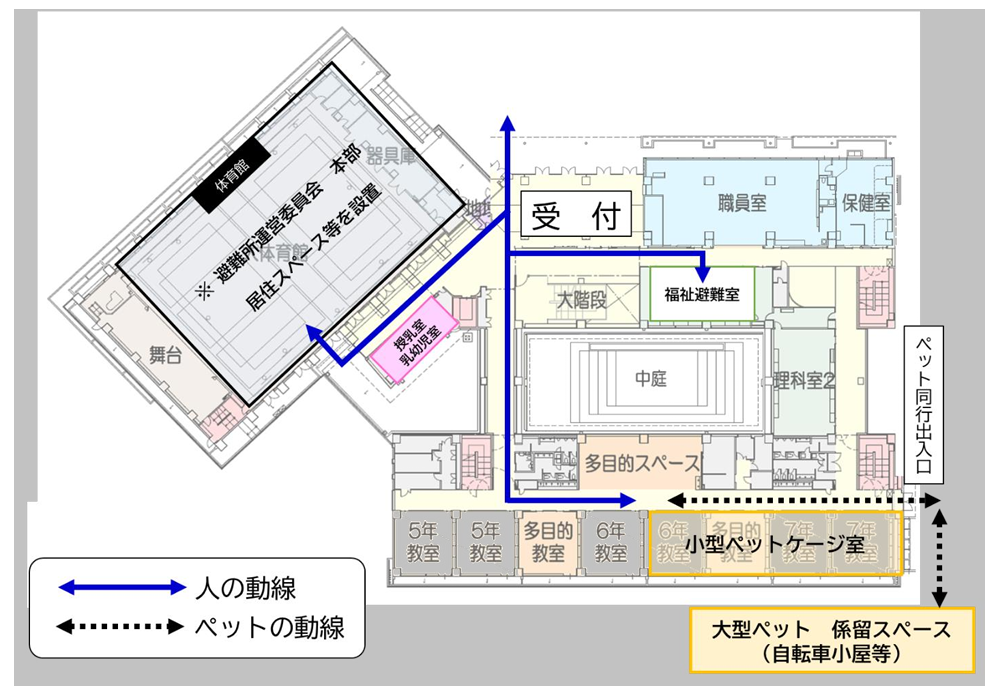 体育館
器具庫
※ 避難所運営委員会 本部
居住スペース等を設置
体育館
舞台
受 付
職員室
保健室
大階段
福祉避難室
授乳室
乳幼児室
中庭
理科室2
ペット同行出入口
多目的スペース
5年
教室
5年
教室
多目的
教室
6年
教室
6年
教室
多目的
教室
7年
教室
7年
教室
小型ペットケージ室
人の動線
ペットの動線
大型ペット 係留スペース
（自転車小屋等）